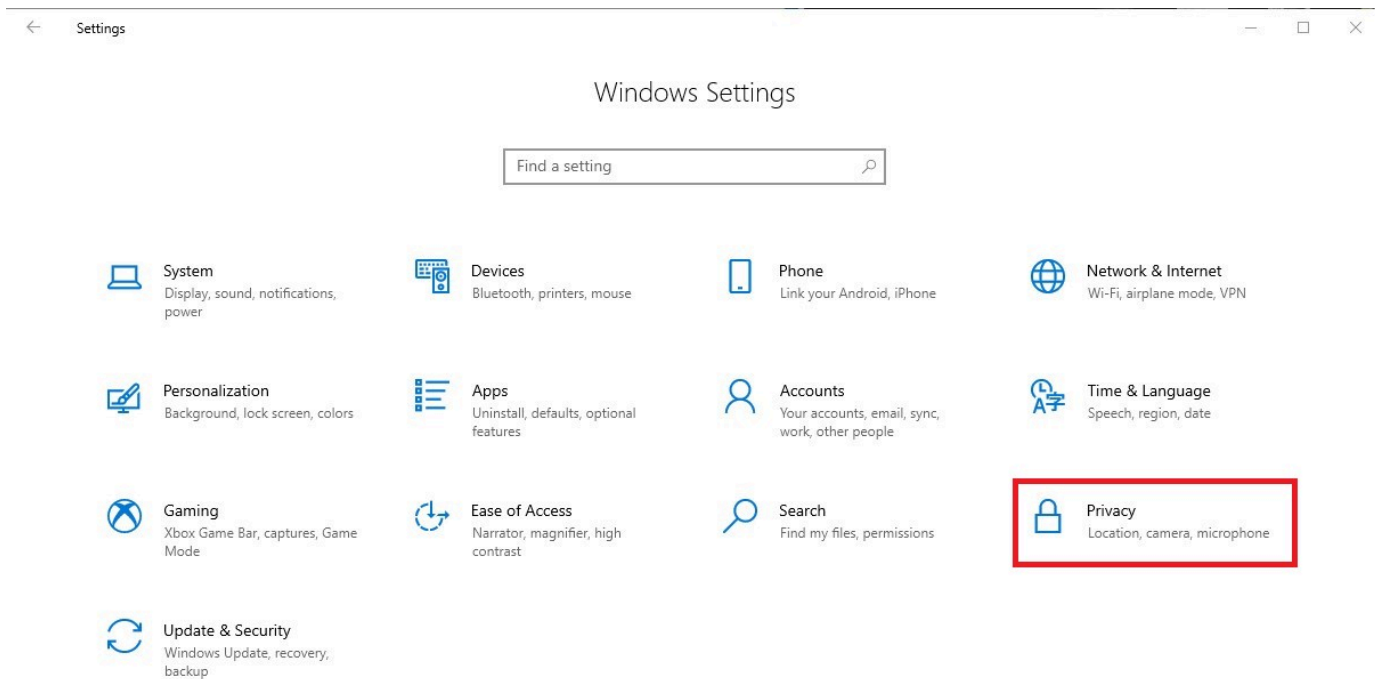 Settings
Windows Settings
Find a setting
System
Display, sound, notifications,
power
Devices
Bluetooth, printers, mouse
Phone
Link your Android, iPhone
Network & Internet
Wi-Fi, airplane mode, VPN
Personalization
Background, lock screen, colors
Apps
Uninstall, defaults, optional
features
Accounts
Your accounts, email, sync,
work, other people
Time & Language
Speech, region, date
Gaming
Xbox Game Bar, captures, Game
Mode
Ease of Access
Narrator, magnifier, high
contrast
Search
Find my files, permissions
Privacy
Location, camera, microphone
Update & Security
Windows Update, recovery,
backup